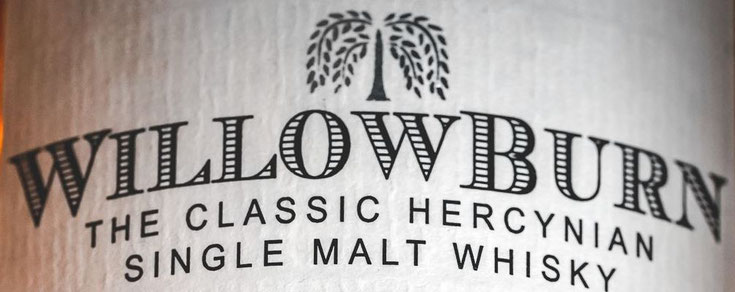 WILLOWBURN
THE CLASSIC HERCYNIAN
SINGLE MALT WHISKY